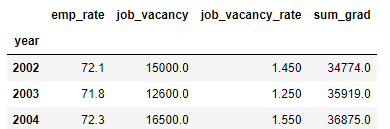 emp_rate job_vacancy job_vacancy_rate sum_grad
year
2002 72.1 15000.0 1.450 34774.0
2003 71.8 12600.0 1.250 35919.0
2004 72.3 16500.0 1.550 36875.0